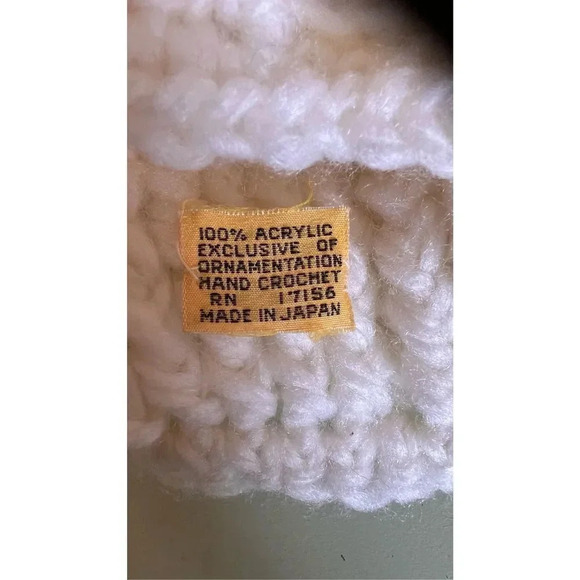 100% ACRYLIC
EXCLUSIVE OF
ORNAMENTATION
HAND CROCHET
RN 17156
MADE IN JAPAN